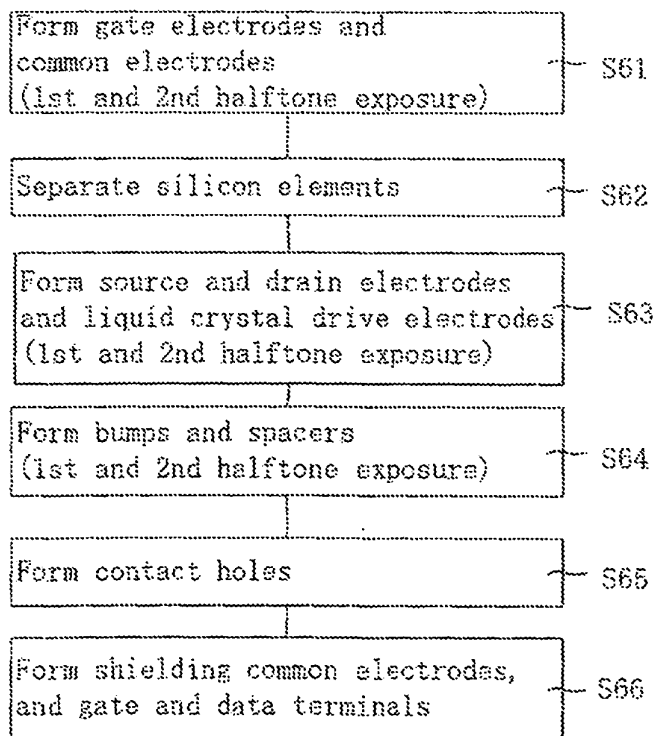 Form gate electrodes and
common electrodes
(1st and 2nd halftone exposure)
S61
Separate silicon elements
S62
Form source and drain electrodes
and liquid crystal drive electrodes
(1st and 2nd halftone exposure)
S63
Form bumps and spacers
(1st and 2nd halftone exposure)
S64
Form contact holes
S65
Form shielding common electrodes,
and gate and data terminals
S66